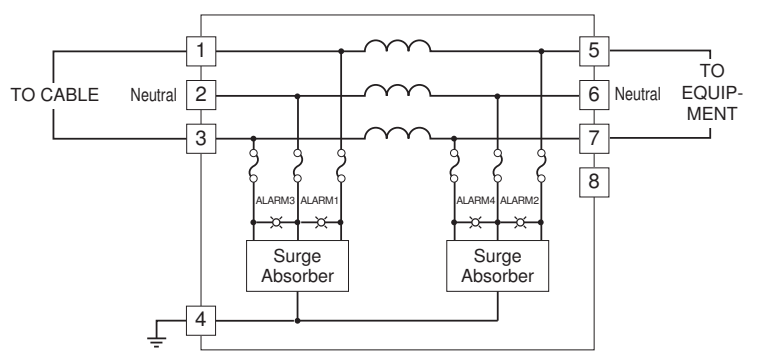 1
5
TO CABLE
Neutral
2
6
Neutral
TO
EQUIP-
MENT
3
7
8
ALARM3
ALARM1
ALARM4
ALARM2
Surge
Absorber
Surge
Absorber
4